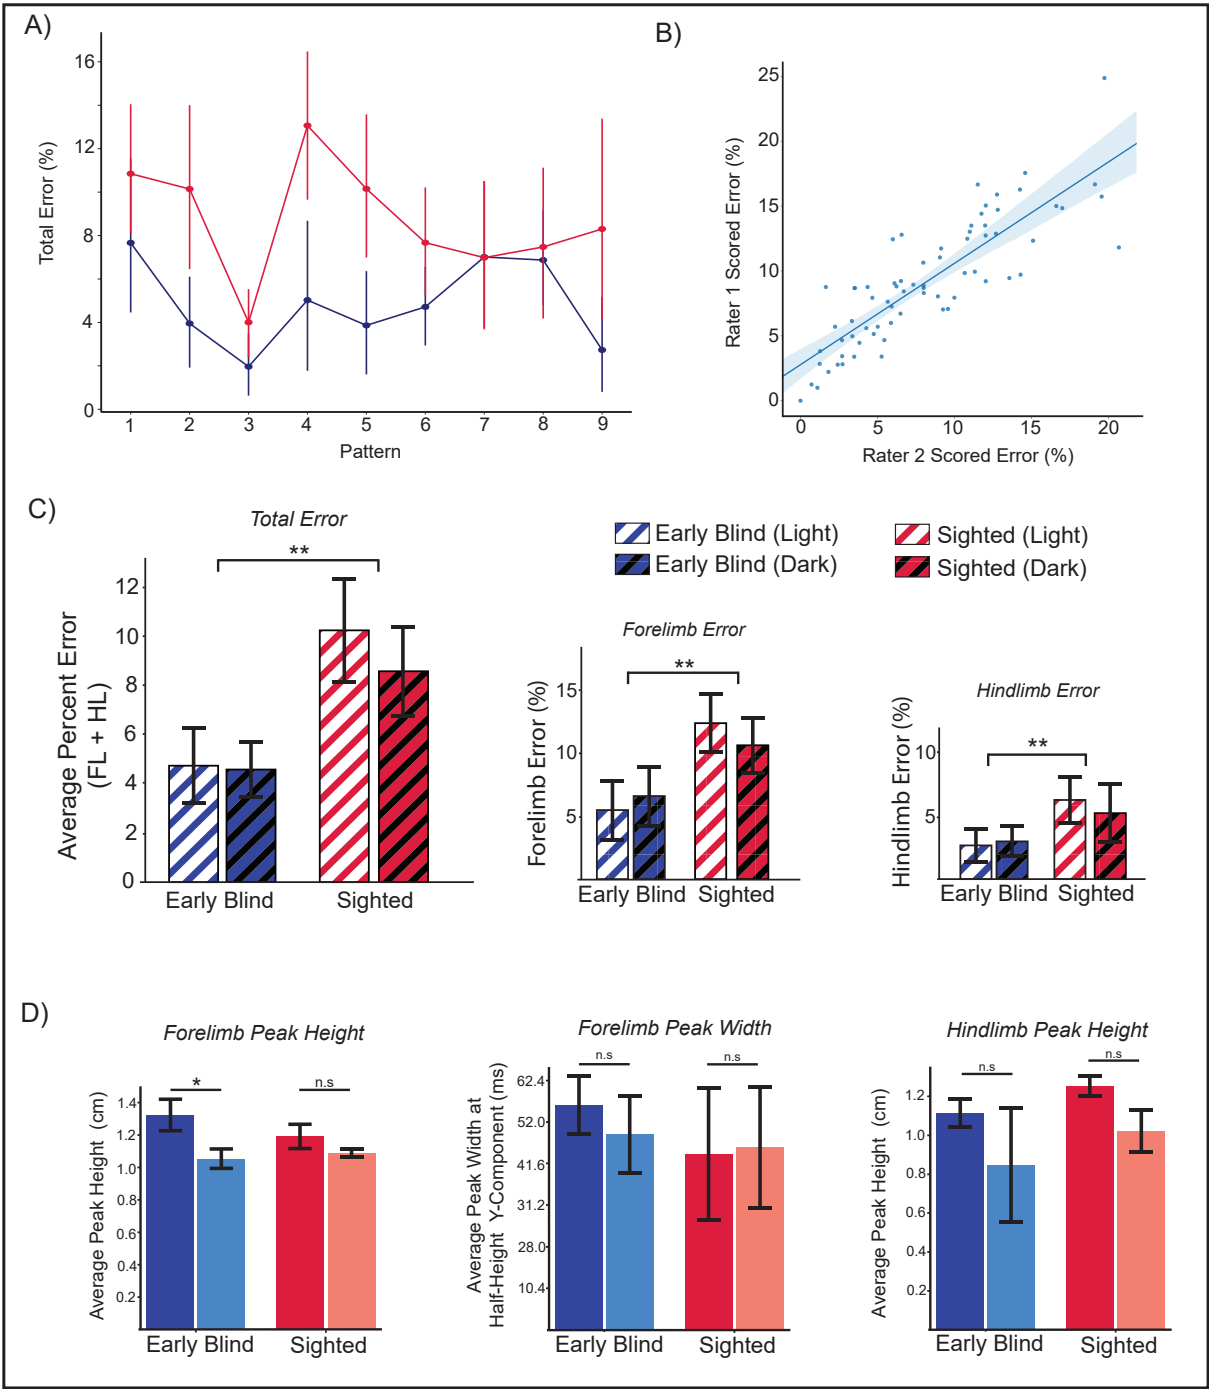 A)
16
12
8
4
0
Total Error (%)
1 2 3 4 5 6 7 8 9
Pattern
B)
25
20
15
10
5
0
Rater 1 Scored Error (%)
0 5 10 15 20
Rater 2 Scored Error (%)
C)
Total Error
**
12
10
8
6
4
2
0
Average Percent Error
(FL + HL)
Early Blind Sighted
Early Blind (Light)
Early Blind (Dark)
Sighted (Light)
Sighted (Dark)
Forelimb Error
**
15
10
5
Forelimb Error (%)
Early Blind Sighted
Hindlimb Error
**
10
5
Hindlimb Error (%)
Early Blind Sighted
D)
Forelimb Peak Height
* n.s
1.4
1.2
1.0
0.8
0.6
0.4
0.2
Average Peak Height (cm)
Early Blind Sighted
Forelimb Peak Width
n.s n.s
62.4
52.0
41.6
31.2
28.0
10.4
Average Peak Width at
Half-Height Y-Component (ms)
Early Blind Sighted
Hindlimb Peak Height
n.s n.s
1.2
1.0
0.8
0.6
0.4
0.2
Average Peak Height (cm)
Early Blind Sighted